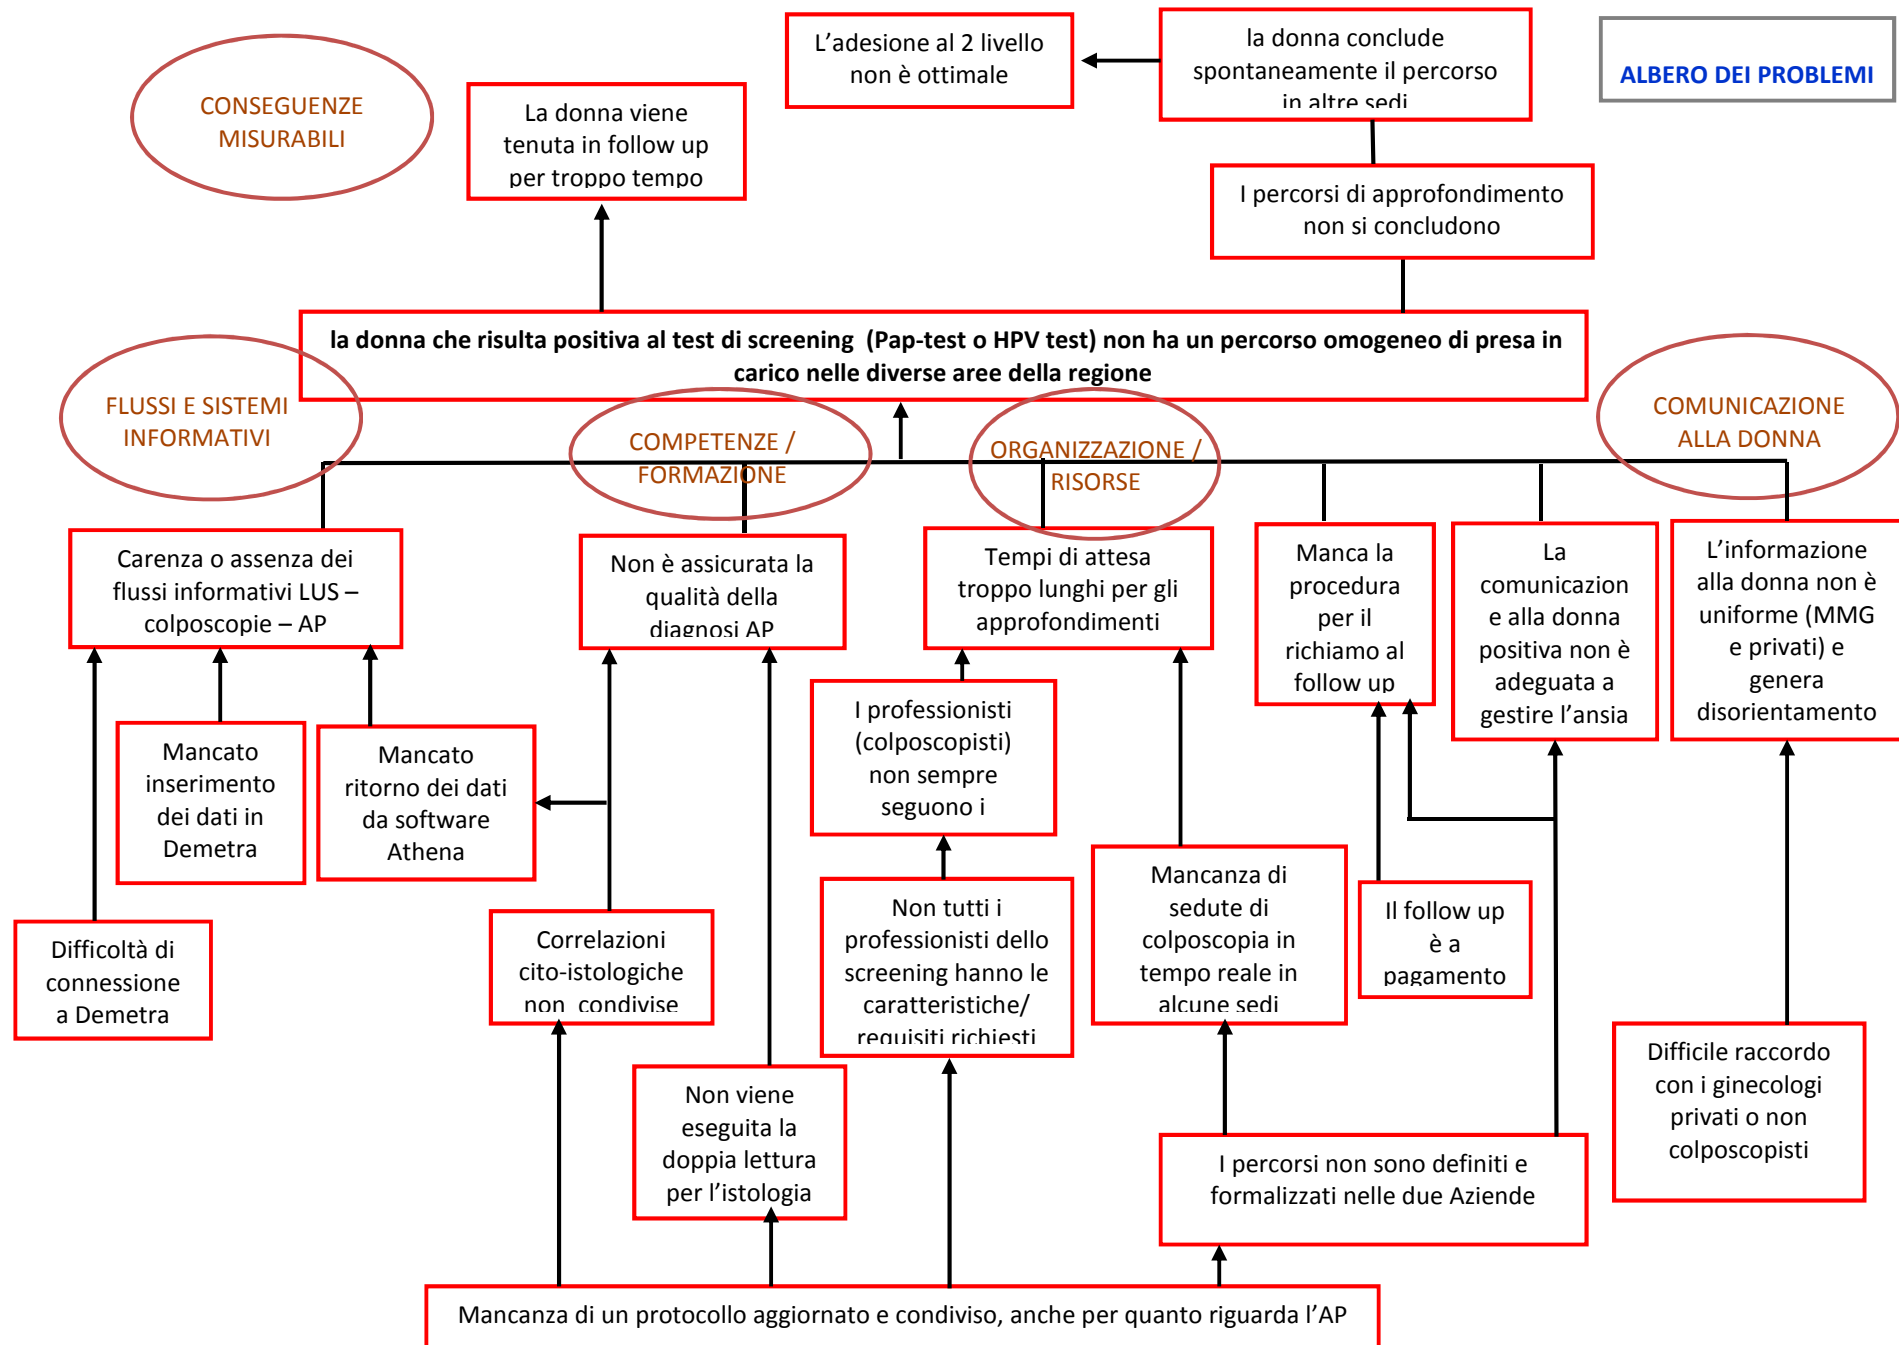 L'adesione al 2 livello
non è ottimale
la donna conclude
spontaneamente il percorso
in altre sedi
ALBERO DEI PROBLEMI
CONSEGUENZE
MISURABILI
La donna viene
tenuta in follow up
per troppo tempo
I percorsi di approfondimento
non si concludono
la donna che risulta positiva al test di screening (Pap-test o HPV test) non ha un percorso omogeneo di presa in
carico nelle diverse aree della regione
FLUSSI E SISTEMI
INFORMATIVI
COMPETENZE /
FORMAZIONE
ORGANIZZAZIONE /
RISORSE
COMUNICAZIONE
ALLA DONNA
Carenza o assenza dei
flussi informativi LUS –
colposcopie – AP
Non è assicurata la
qualità della
diagnosi AP
Tempi di attesa
troppo lunghi per gli
approfondimenti
Manca la
procedura
per il
richiamo al
follow up
La
comunicazion
e alla donna
positiva non è
adeguata a
gestire l'ansia
L'informazione
alla donna non è
uniforme (MMG
e privati) e
genera
disorientamento
Mancato
inserimento
dei dati in
Demetra
Mancato
ritorno dei dati
da software
Athena
I professionisti
(colposcopisti)
non sempre
seguono i
Difficoltà di
connessione
a Demetra
Correlazioni
cito-istologiche
non condivise
Non tutti i
professionisti dello
screening hanno le
caratteristiche/
requisiti richiesti
Mancanza di
sedute di
colposcopia in
tempo reale in
alcune sedi
Il follow up
è a
pagamento
Non viene
eseguita la
doppia lettura
per l'istologia
I percorsi non sono definiti e
formalizzati nelle due Aziende
Difficile raccordo
con i ginecologi
privati o non
colposcopisti
Mancanza di un protocollo aggiornato e condiviso, anche per quanto riguarda l'AP